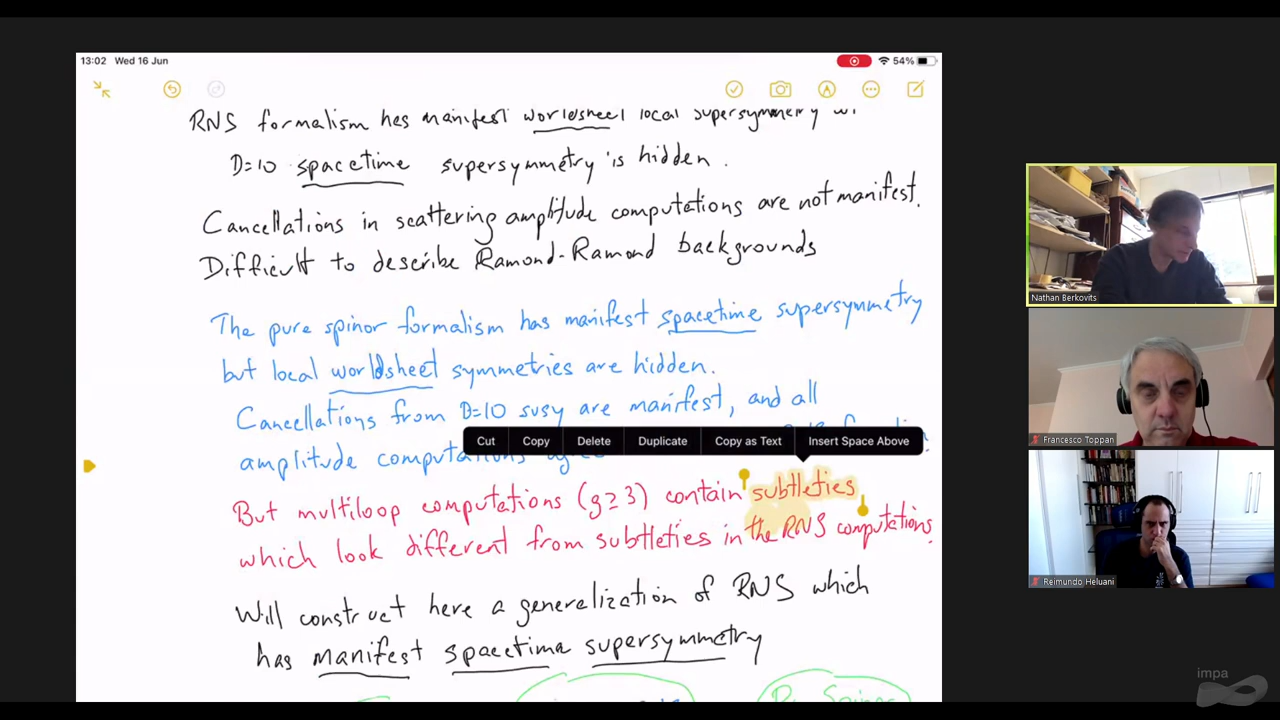 13:02 Wed 16 Jun
54%
RNS formalism has manifest worldsheet local supersymmetry
D=10 spacetime supersymmetry is hidden.
Cancellations in scattering amplitude computations are not manifest.
Difficult to describe Ramond-Ramond backgrounds
The pure spinor formalism has manifest spacetime supersymmetry
but local worldsheet symmetries are hidden.
Cancellations from D=10 susy are manifest, and all
Cut Copy Delete Duplicate Copy as Text Insert Space Above
amplitude computations
But multiloop computations (g≥3) contain subtleties
which look different from subtleties in the RNS computations.
Will construct here a generalization of RNS which
has manifest spacetime supersymmetry
Nathan Berkovits
Francesco Toppan
Reimundo Heluani
impa